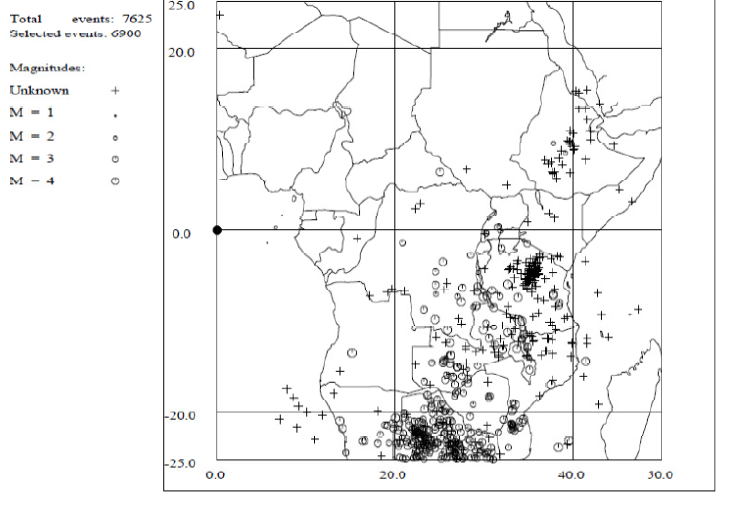 Total events: 7625
Selected events: 6900
Magnitudes:
Unknown +
M = 1
M = 2
M = 3
M = 4
25.0
20.0
0.0
-20.0
-25.0
0.0 20.0 40.0 50.0